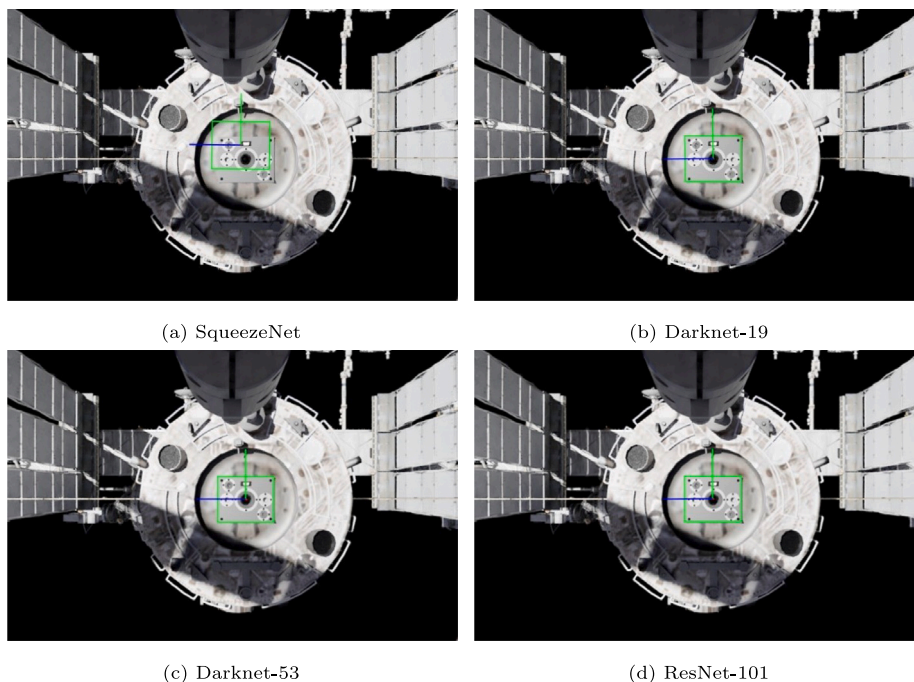 (a) SqueezeNet
(b) Darknet-19
(c) Darknet-53
(d) ResNet-101